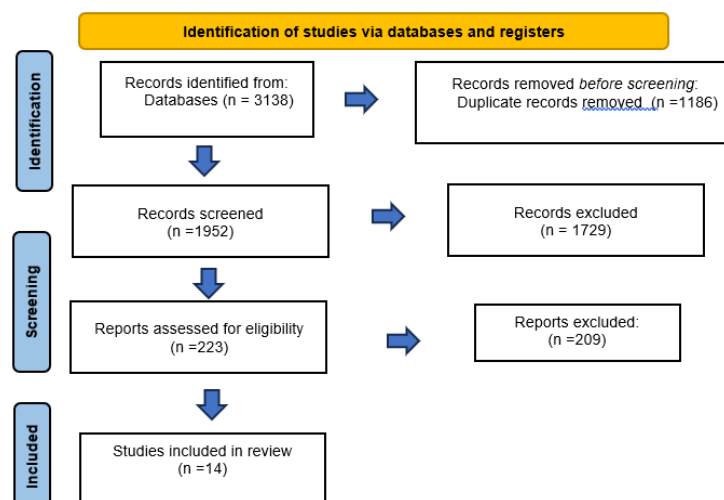 Identification of studies via databases and registers
Identification
Records identified from:
Databases (n = 3138)
Records removed before screening:
Duplicate records removed (n =1186)
Records screened
(n =1952)
Records excluded
(n = 1729)
Screening
Reports assessed for eligibility
(n =223)
Reports excluded:
(n =209)
Included
Studies included in review
(n =14)